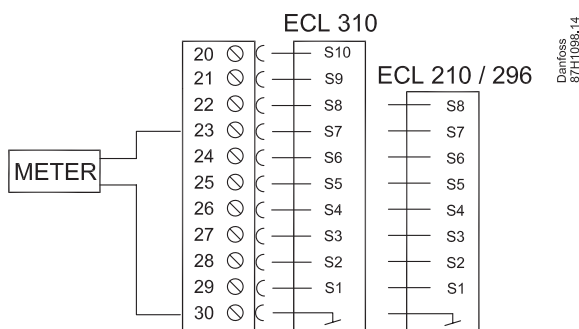 ECL 310
Danfoss
87H1098.14
ECL 210 / 296
METER
20 S10
21 S9
22 S8 S8
23 S7 S7
24 S6 S6
25 S5 S5
26 S4 S4
27 S3 S3
28 S2 S2
29 S1 S1
30